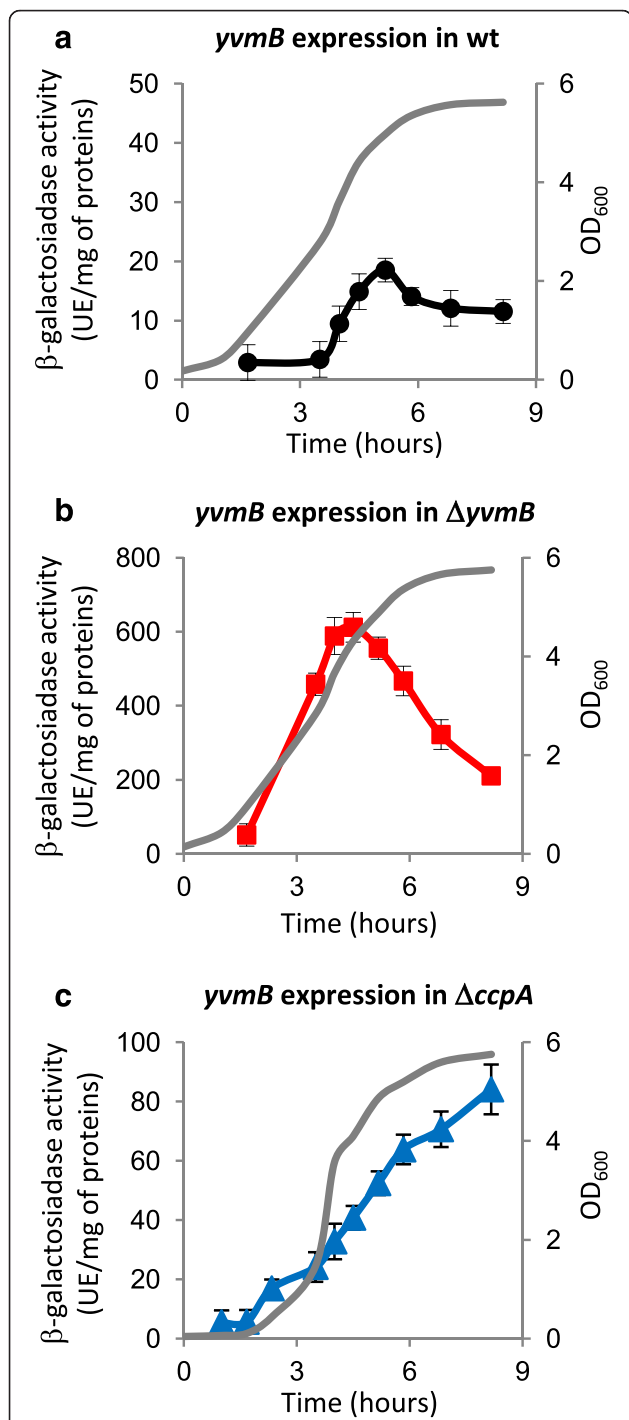 a
yvmB expression in wt
β-galactosiadase activity
(UE/mg of proteins)
50
40
30
20
10
0
6
4
2
0
OD600
0 3 6 9
Time (hours)
b
yvmB expression in ΔyvmB
β-galactosiadase activity
(UE/mg of proteins)
800
600
400
200
0
6
4
2
0
OD600
0 3 6 9
Time (hours)
c
yvmB expression in ΔccpA
β-galactosiadase activity
(UE/mg of proteins)
100
80
60
40
20
0
6
4
2
0
OD600
0 3 6 9
Time (hours)